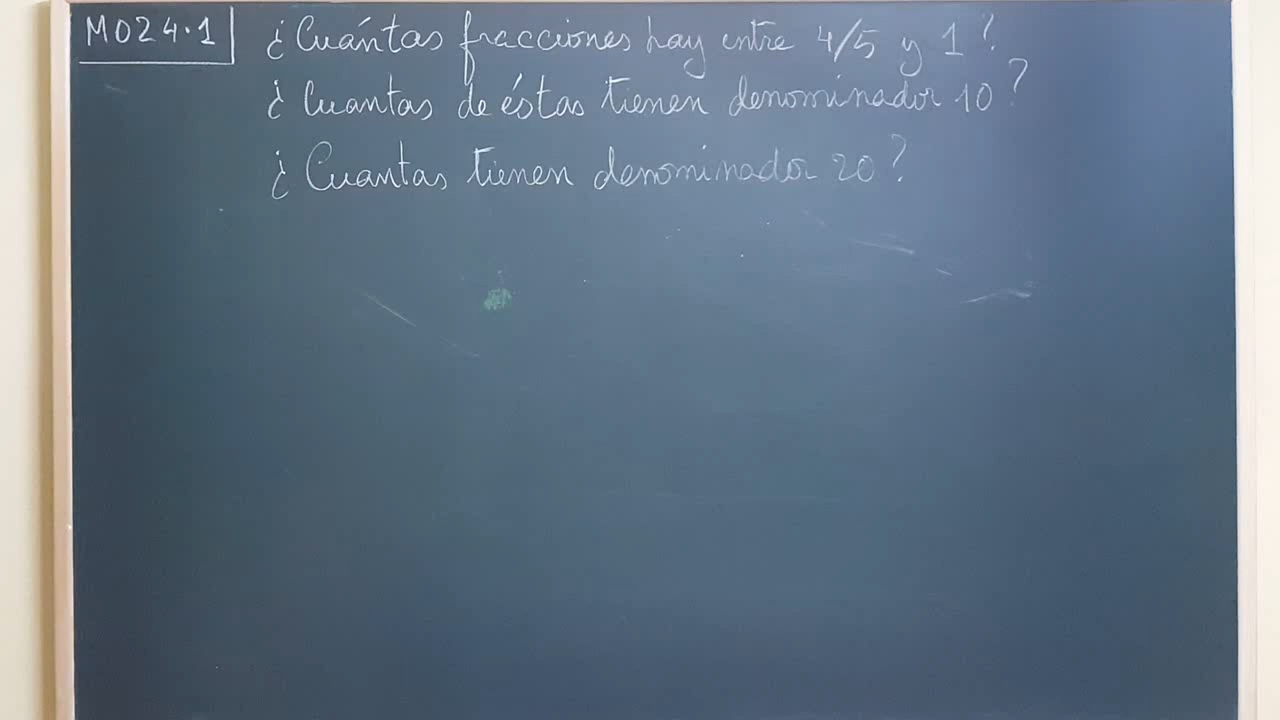 M024.1
¿Cuántas fracciones hay entre 4/5 y 1?
¿Cuantas de éstas tienen denominador 10?
¿Cuantas tienen denominador 20?